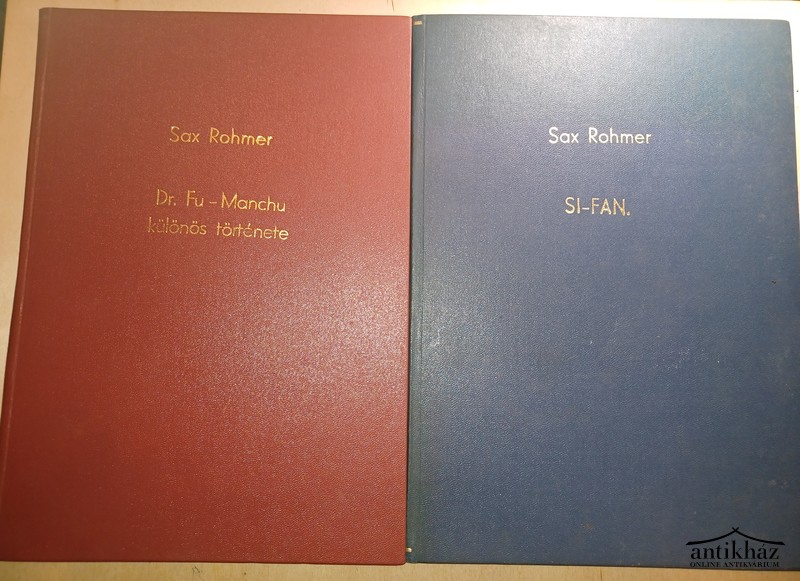 Sax Rohmer
Dr. Fu - Manchu
különös története
Sax Rohmer
SI-FAN.
antikház
ONLINE ANTIKVÁRIUM